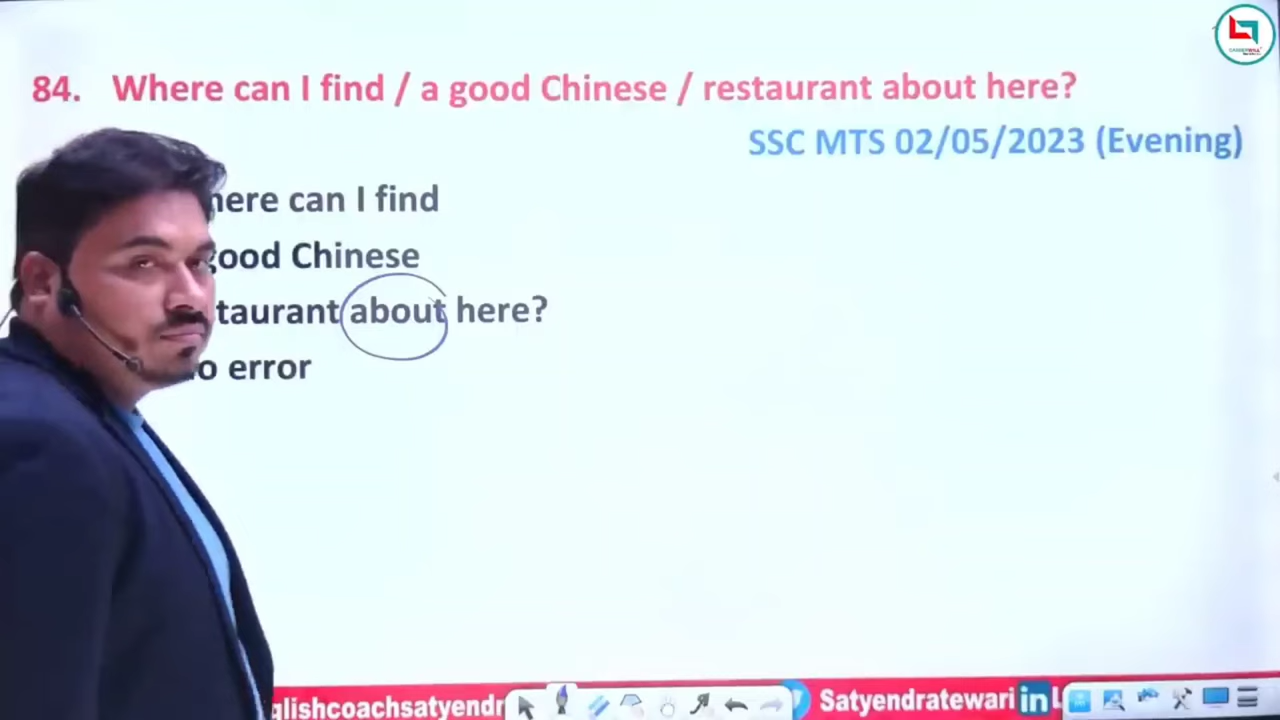 84. Where can I find / a good Chinese / restaurant about here?
SSC MTS 02/05/2023 (Evening)
here can I find
good Chinese
taurant about here?
o error
glishcoachsatyendr
Satyendratewari in L